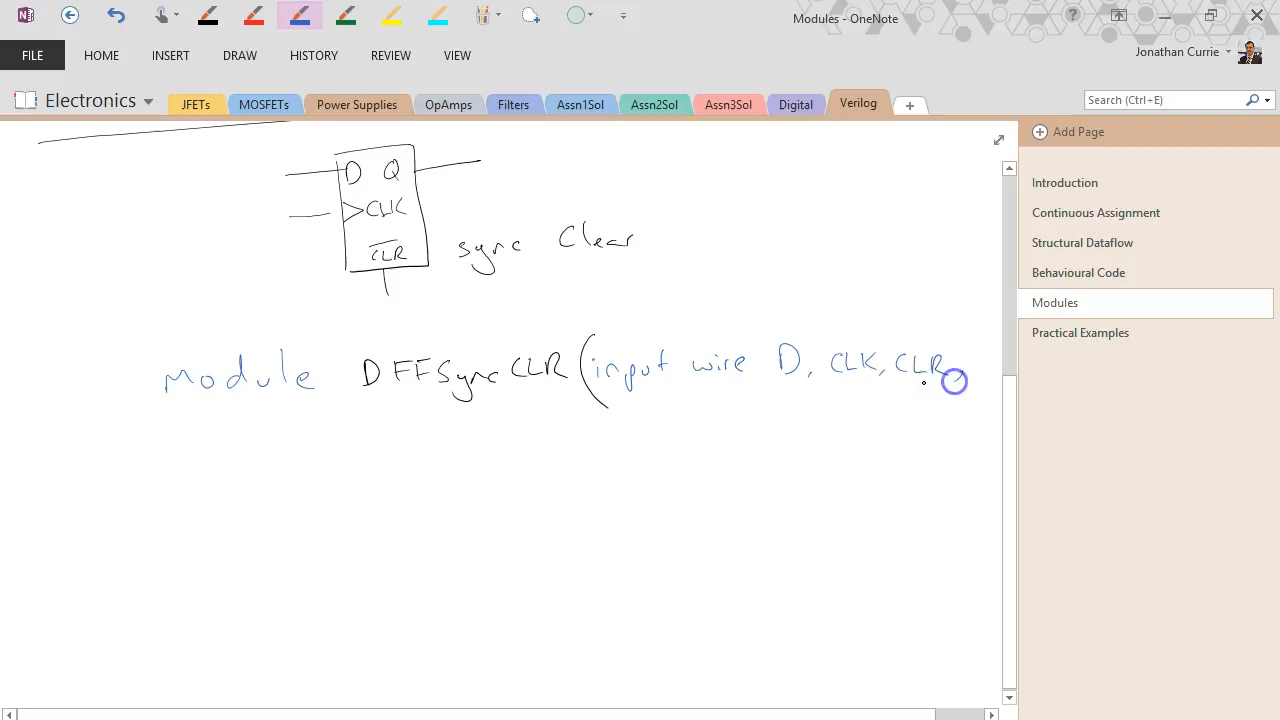 Modules - OneNote
?
FILE
HOME
INSERT
DRAW
HISTORY
REVIEW
VIEW
Jonathan Currie
Electronics
JFETs
MOSFETs
Power Supplies
OpAmps
Filters
Assn1Sol
Assn2Sol
Assn3Sol
Digital
Verilog
Search (Ctrl+E)
Add Page
Introduction
Continuous Assignment
Structural Dataflow
Behavioural Code
Modules
Practical Examples
D Q
CLK
CLR
sync Clear
Module DFFSyncCLR (input wire D, CLK, CLR,